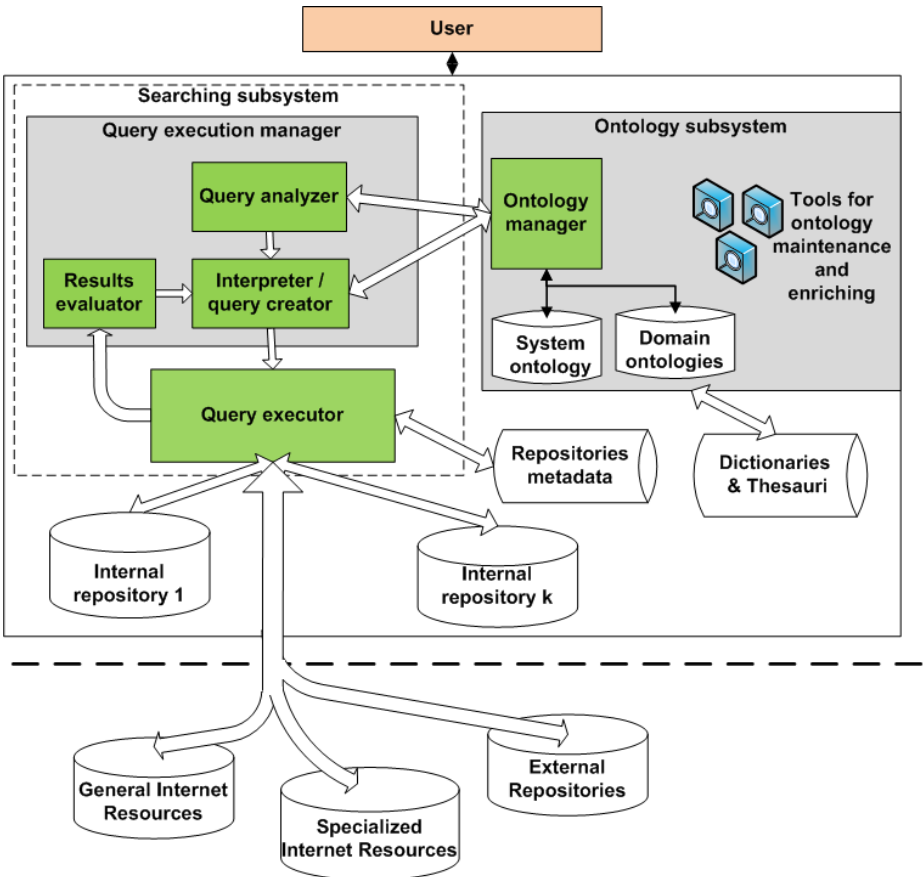 User
Searching subsystem
Query execution manager
Ontology subsystem
Query analyzer
Ontology
manager
Tools for
ontology
maintenance
and
enriching
Results
evaluator
Interpreter /
query creator
System
ontology
Domain
ontologies
Query executor
Repositories
metadata
Dictionaries
& Thesauri
Internal
repository 1
Internal
repository k
General Internet
Resources
External
Repositories
Specialized
Internet Resources